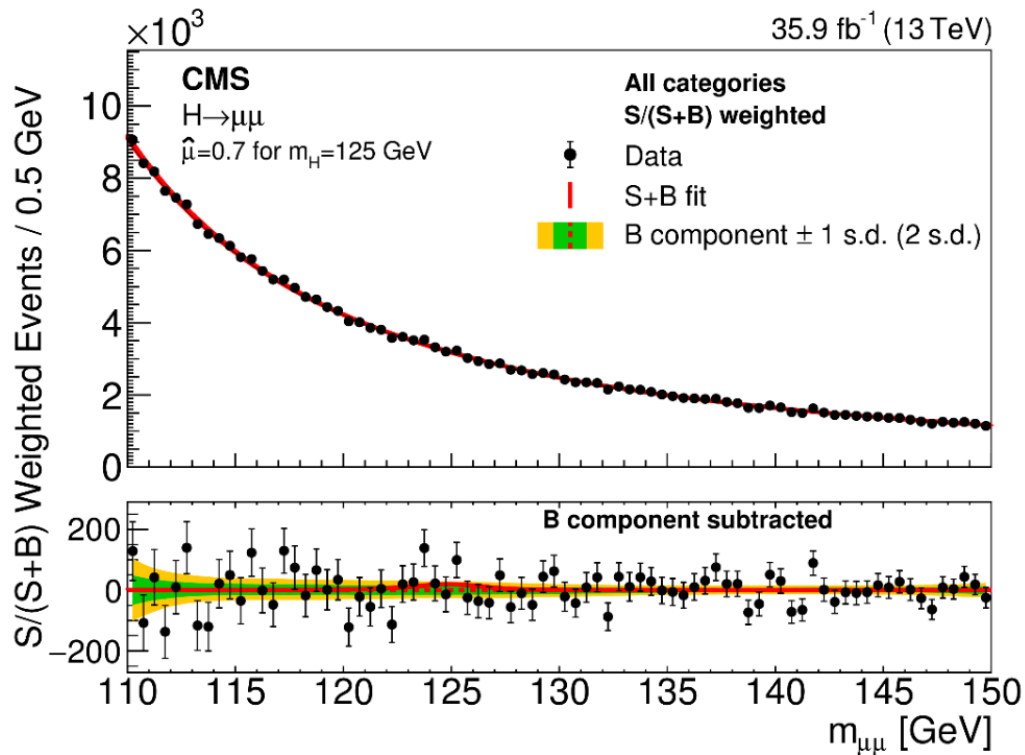 ×10³
35.9 fb⁻¹ (13 TeV)
S/(S+B) Weighted Events / 0.5 GeV
10
8
6
4
2
0
CMS
H→μμ
μ̂=0.7 for m_H=125 GeV
All categories
S/(S+B) weighted
Data
S+B fit
B component ± 1 s.d. (2 s.d.)
B component subtracted
200
0
−200
110 115 120 125 130 135 140 145 150
m_μμ [GeV]